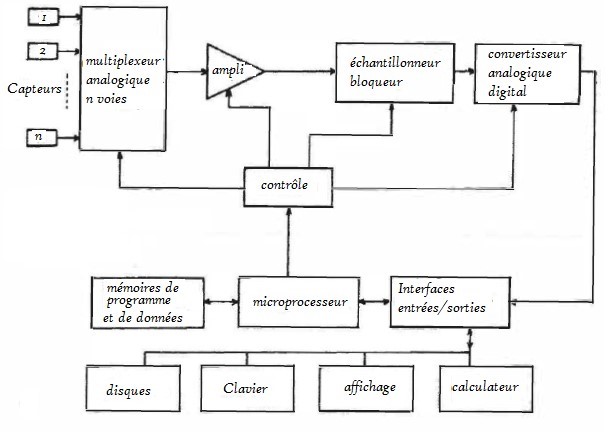 1
2
Capteurs
n
multiplexeur
analogique
n voies
ampli
échantillonneur
bloqueur
convertisseur
analogique
digital
contrôle
mémoires de
programme
et de données
microprocesseur
Interfaces
entrées/sorties
disques
Clavier
affichage
calculateur